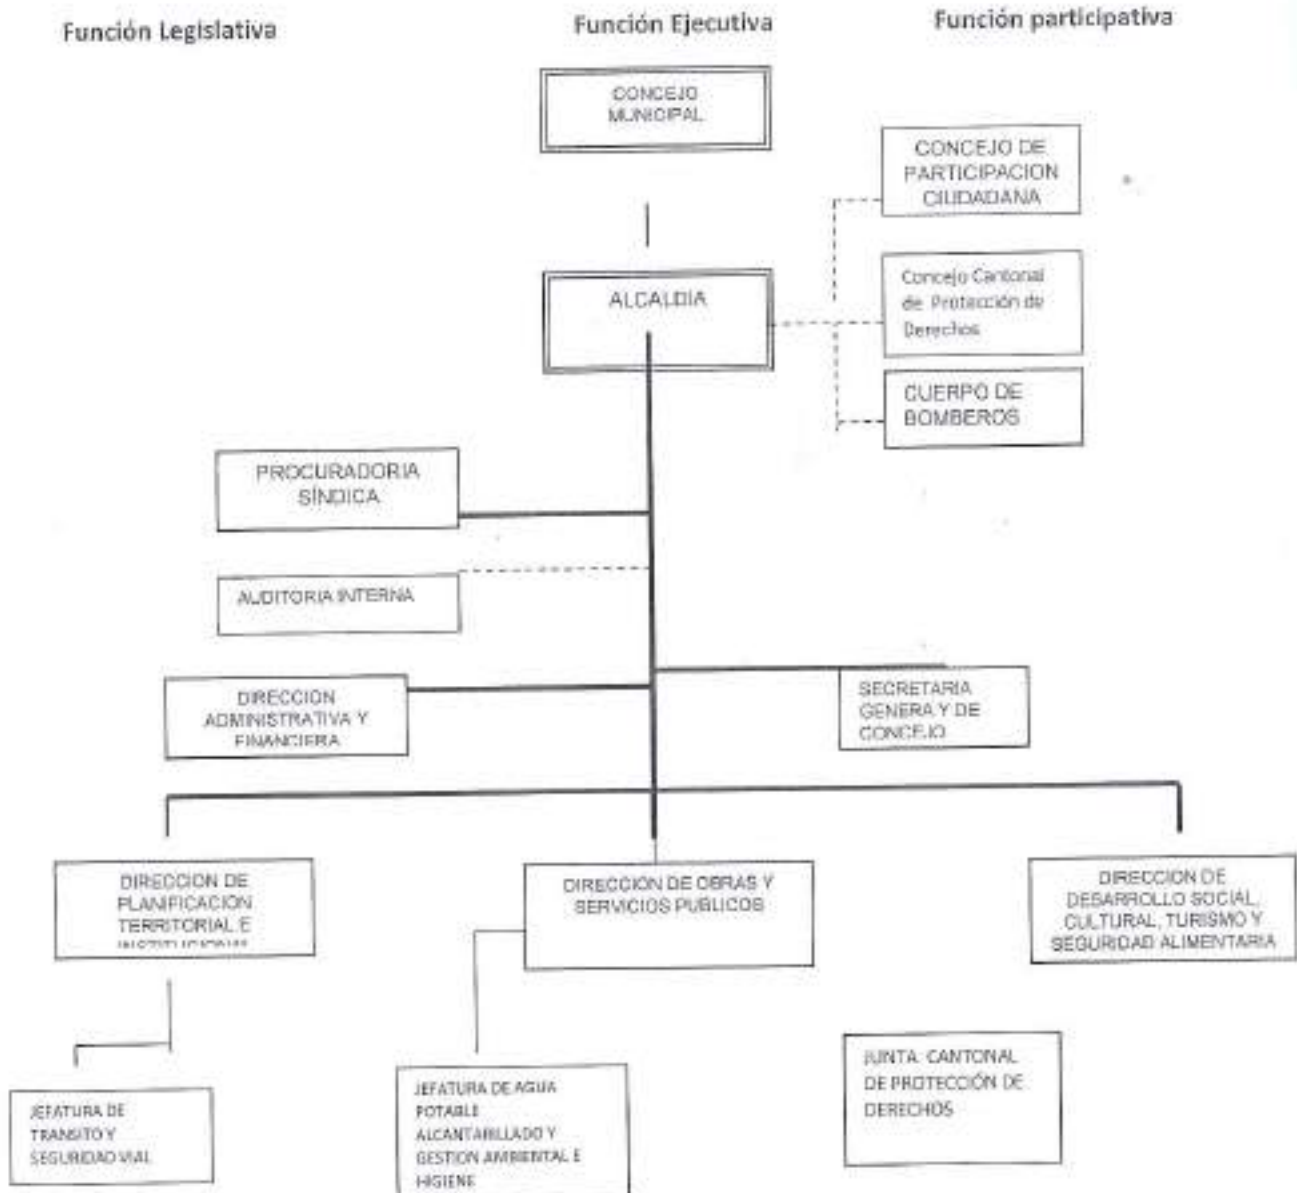 Función Legislativa
Función Ejecutiva
Función participativa
CONCEJO
MUNICIPAL
CONCEJO DE
PARTICIPACION
CIUDADANA
ALCALDIA
Concejo Cantonal
de Protección de
Derechos
CUERPO DE
BOMBEROS
PROCURADORIA
SÍNDICA
AUDITORIA INTERNA
DIRECCION
ADMINISTRATIVA Y
FINANCIERA
SECRETARIA
GENERA Y DE
CONCEJO
DIRECCION DE
PLANIFICACION
TERRITORIAL E
DIRECCION DE OBRAS Y
SERVICIOS PUBLICOS
DIRECCION DE
DESARROLLO SOCIAL,
CULTURAL, TURISMO Y
SEGURIDAD ALIMENTARIA
JEFATURA DE
TRANSITO Y
SEGURIDAD VIAL
JEFATURA DE AGUA
POTABLE
ALCANTARILLADO Y
GESTION AMBIENTAL E
HIGIENE
JUNTA CANTONAL
DE PROTECCIÓN DE
DERECHOS